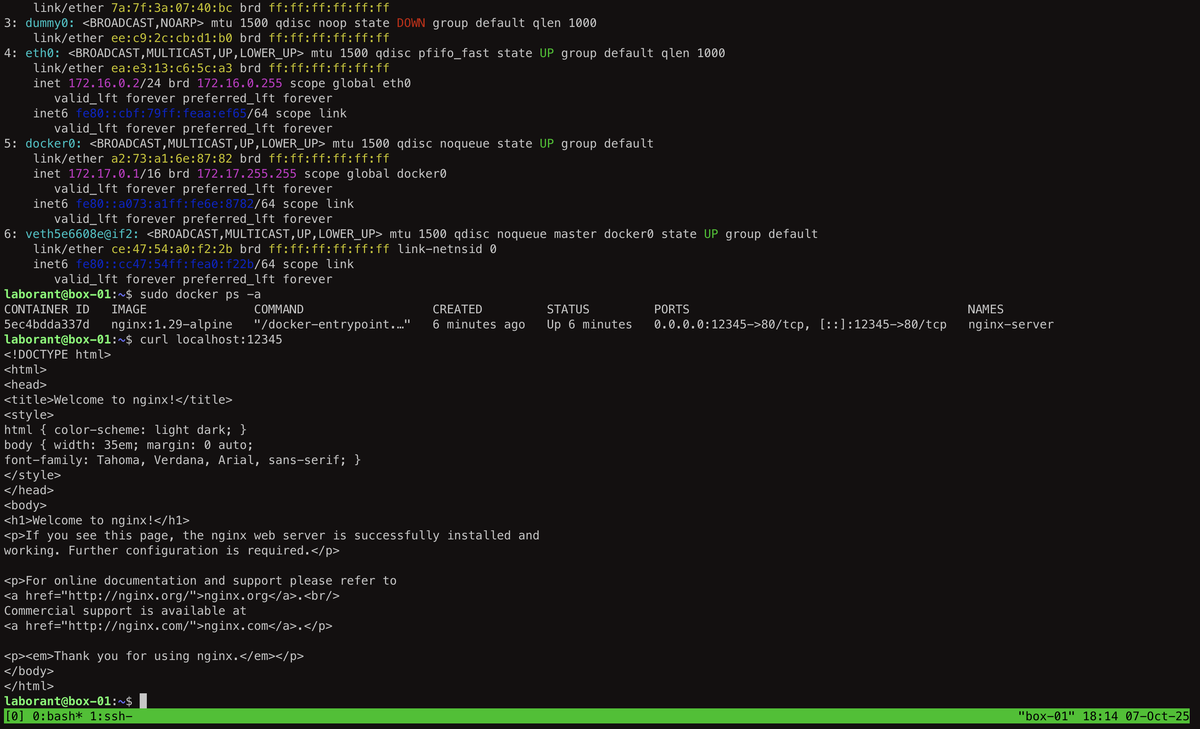 link/ether 7a:7f:3a:07:40:bc brd ff:ff:ff:ff:ff:ff
3: dummy0: <BROADCAST,NOARP> mtu 1500 qdisc noop state DOWN group default qlen 1000
    link/ether ee:c9:2c:cb:d1:b0 brd ff:ff:ff:ff:ff:ff
4: eth0: <BROADCAST,MULTICAST,UP,LOWER_UP> mtu 1500 qdisc pfifo_fast state UP group default qlen 1000
    link/ether ea:e3:13:c6:5c:a3 brd ff:ff:ff:ff:ff:ff
    inet 172.16.0.2/24 brd 172.16.0.255 scope global eth0
       valid_lft forever preferred_lft forever
    inet6 fe80::cbf:79ff:feaa:ef65/64 scope link
       valid_lft forever preferred_lft forever
5: docker0: <BROADCAST,MULTICAST,UP,LOWER_UP> mtu 1500 qdisc noqueue state UP group default
    link/ether a2:73:a1:6e:87:82 brd ff:ff:ff:ff:ff:ff
    inet 172.17.0.1/16 brd 172.17.255.255 scope global docker0
       valid_lft forever preferred_lft forever
    inet6 fe80::a073:a1ff:fe6e:8782/64 scope link
       valid_lft forever preferred_lft forever
6: veth5e6608e@if2: <BROADCAST,MULTICAST,UP,LOWER_UP> mtu 1500 qdisc noqueue master docker0 state UP group default
    link/ether ce:47:54:a0:f2:2b brd ff:ff:ff:ff:ff:ff link-netnsid 0
    inet6 fe80::cc47:54ff:fea0:f22b/64 scope link
       valid_lft forever preferred_lft forever
laborant@box-01:~$ sudo docker ps -a
CONTAINER ID   IMAGE               COMMAND                  CREATED         STATUS         PORTS                                       NAMES
5ec4bdda337d   nginx:1.29-alpine   "/docker-entrypoint.…"   6 minutes ago   Up 6 minutes   0.0.0.0:12345->80/tcp, [::]:12345->80/tcp   nginx-server
laborant@box-01:~$ curl localhost:12345
<!DOCTYPE html>
<html>
<head>
<title>Welcome to nginx!</title>
<style>
html { color-scheme: light dark; }
body { width: 35em; margin: 0 auto;
font-family: Tahoma, Verdana, Arial, sans-serif; }
</style>
</head>
<body>
<h1>Welcome to nginx!</h1>
<p>If you see this page, the nginx web server is successfully installed and
working. Further configuration is required.</p>
<p>For online documentation and support please refer to
<a href="http://nginx.org/">nginx.org</a>.<br/>
Commercial support is available at
<a href="http://nginx.com/">nginx.com</a>.</p>
<p><em>Thank you for using nginx.</em></p>
</body>
</html>
laborant@box-01:~$
[0] 0:bash* 1:ssh- "box-01" 18:14 07-Oct-25